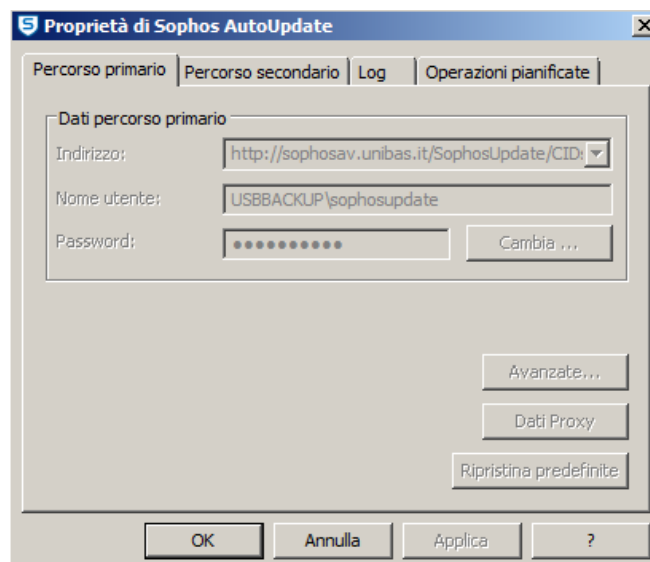 Proprietà di Sophos AutoUpdate
Percorso primario Percorso secondario Log Operazioni pianificate
Dati percorso primario
Indirizzo: http://sophosav.unibas.it/SophosUpdate/CID:
Nome utente: USBBACKUP\sophosupdate
Password: ●●●●●●●●●● Cambia ...
Avanzate...
Dati Proxy
Ripristina predefinite
OK Annulla Applica ?